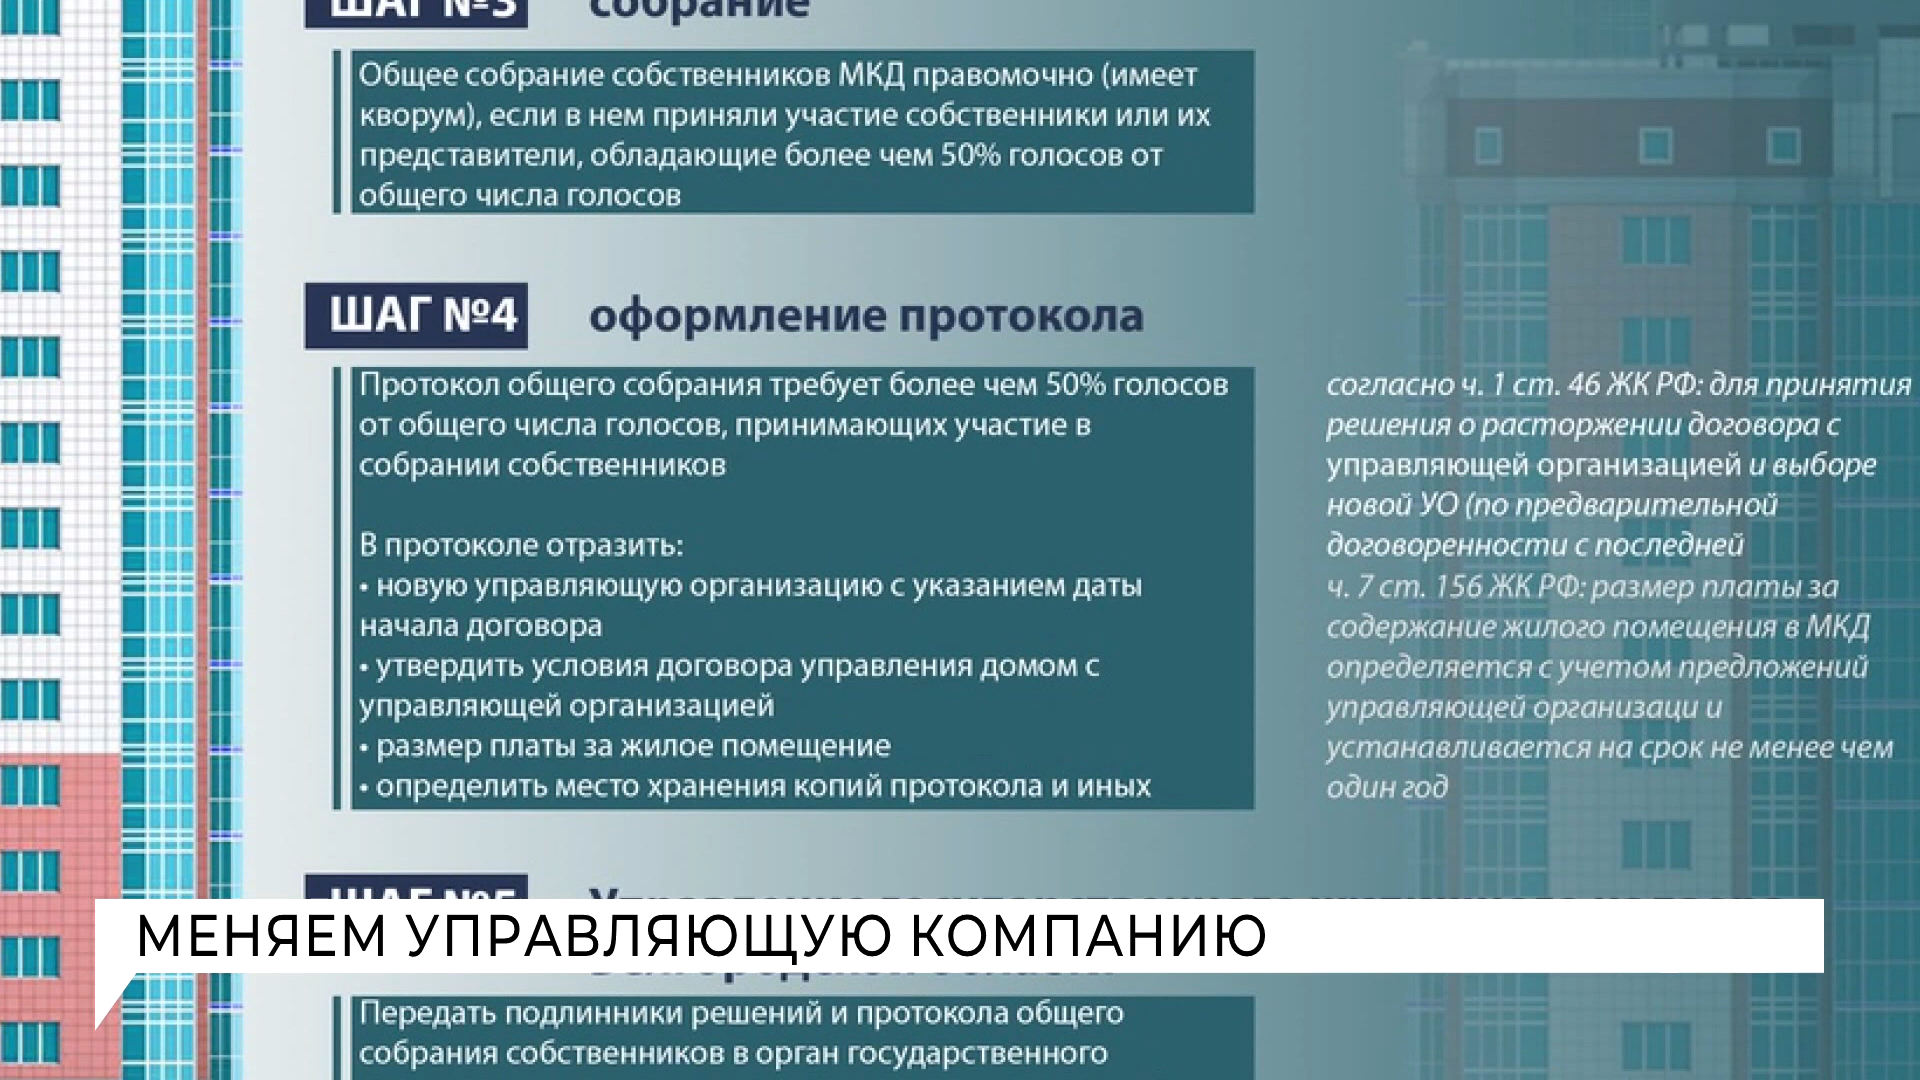 ШАГ №3 собрание
Общее собрание собственников МКД правомочно (имеет
кворум), если в нем приняли участие собственники или их
представители, обладающие более чем 50% голосов от
общего числа голосов
ШАГ №4 оформление протокола
Протокол общего собрания требует более чем 50% голосов
от общего числа голосов, принимающих участие в
собрании собственников
В протоколе отразить:
• новую управляющую организацию с указанием даты
начала договора
• утвердить условия договора управления домом с
управляющей организацией
• размер платы за жилое помещение
• определить место хранения копий протокола и иных
согласно ч. 1 ст. 46 ЖК РФ: для принятия
решения о расторжении договора с
управляющей организацией и выборе
новой УО (по предварительной
договоренности с последней
ч. 7 ст. 156 ЖК РФ: размер платы за
содержание жилого помещения в МКД
определяется с учетом предложений
управляющей организаци и
устанавливается на срок не менее чем
один год
ШАГ №5
МЕНЯЕМ УПРАВЛЯЮЩУЮ КОМПАНИЮ
Передать подлинники решений и протокола общего
собрания собственников в орган государственного